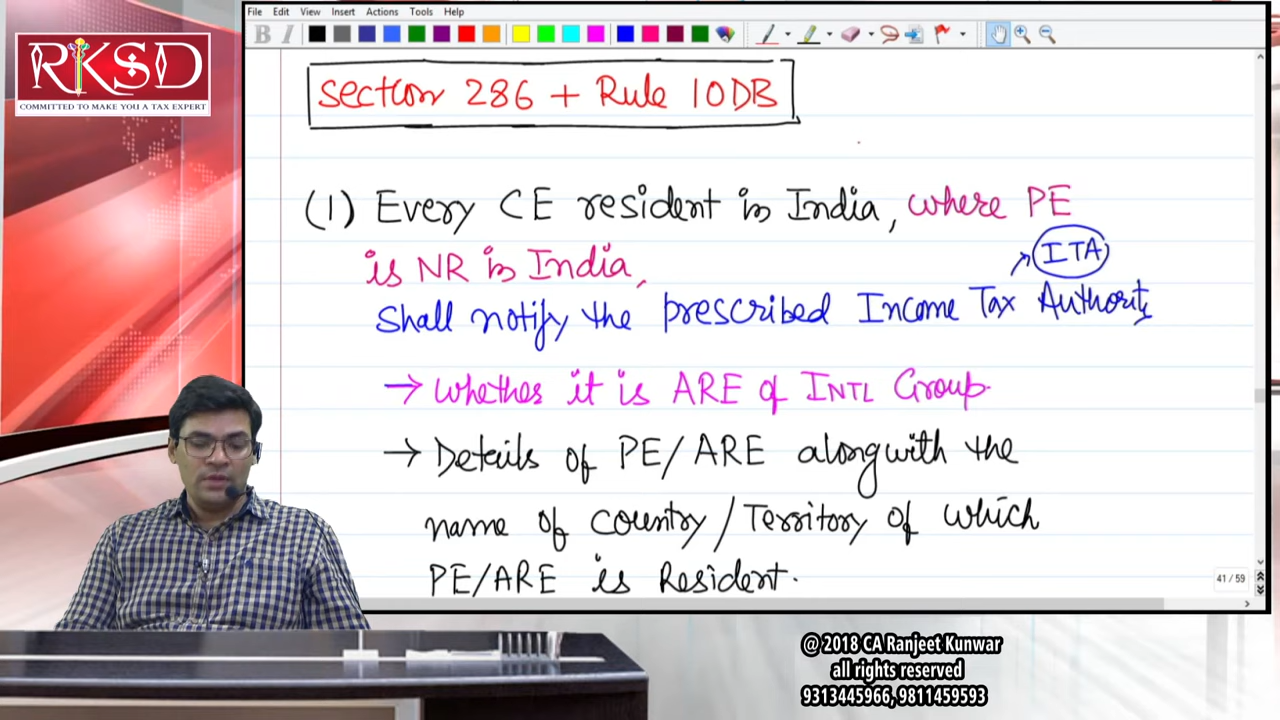 File Edit View Insert Actions Tools Help
B I
RKSD
COMMITTED TO MAKE YOU A TAX EXPERT
Section 286 + Rule 10DB
(1) Every CE resident in India, where PE
is NR in India,
ITA
Shall notify the prescribed Income Tax Authority
→ Whether it is ARE of INTL Group.
→ Details of PE/ARE alongwith the
name of Country / Territory of which
PE/ARE is Resident.
41 / 59
@ 2018 CA Ranjeet Kunwar
all rights reserved
9313445966, 9811459593